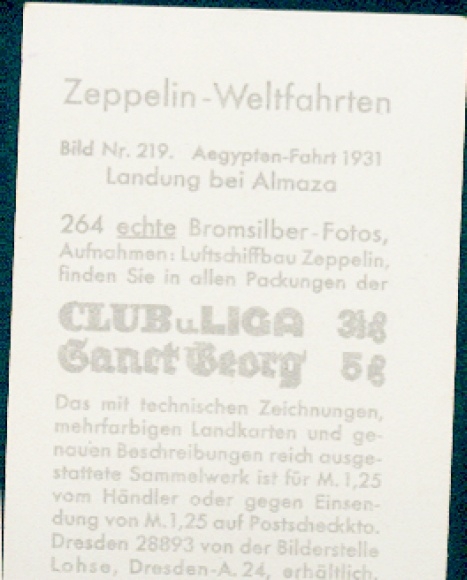 Zeppelin-Weltfahrten
Bild Nr. 219. Aegypten-Fahrt 1931
Landung bei Almaza
264 echte Bromsilber-Fotos,
Aufnahmen: Luftschiffbau Zeppelin,
finden Sie in allen Packungen der
CLUB u. LIGA 3⅓₰
Sanct Georg 5₰
Das mit technischen Zeichnungen,
mehrfarbigen Landkarten und ge-
nauen Beschreibungen reich ausge-
stattete Sammelwerk ist für M. 1,25
vom Händler oder gegen Einsen-
dung von M. 1,25 auf Postscheckkto.
Dresden 28893 von der Bilderstelle
Lohse, Dresden-A. 24, erhältlich.